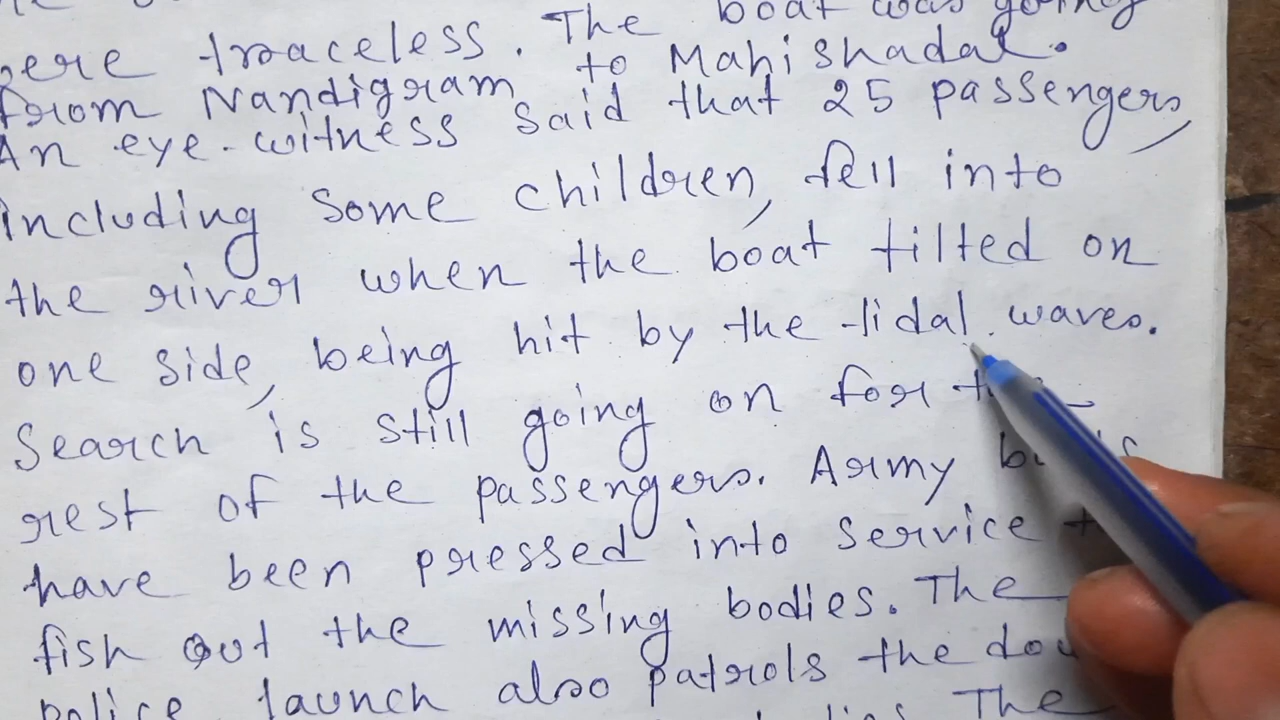 were traceless. The boat was going
from Nandigram to Mahishadal.
An eye-witness said that 25 passengers,
including some children, fell into
the river when the boat tilted on
one side, being hit by the tidal waves.
Search is still going on for
rest of the passengers. Army
have been pressed into service
fish out the missing bodies. The
police launch also patrols the
The